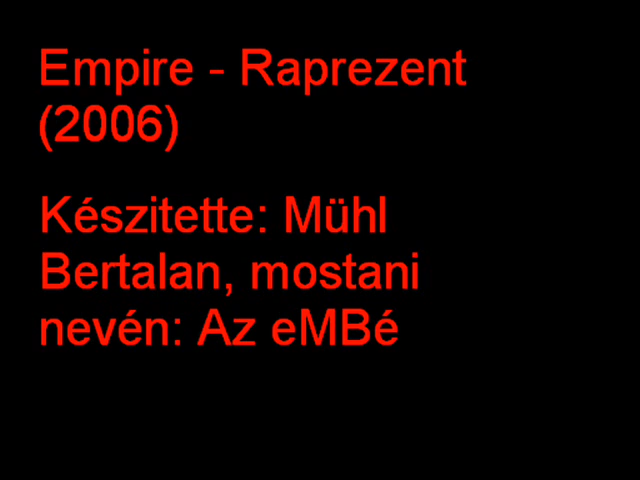 Empire - Raprezent
(2006)
Készitette: Mühl
Bertalan, mostani
nevén: Az eMBé